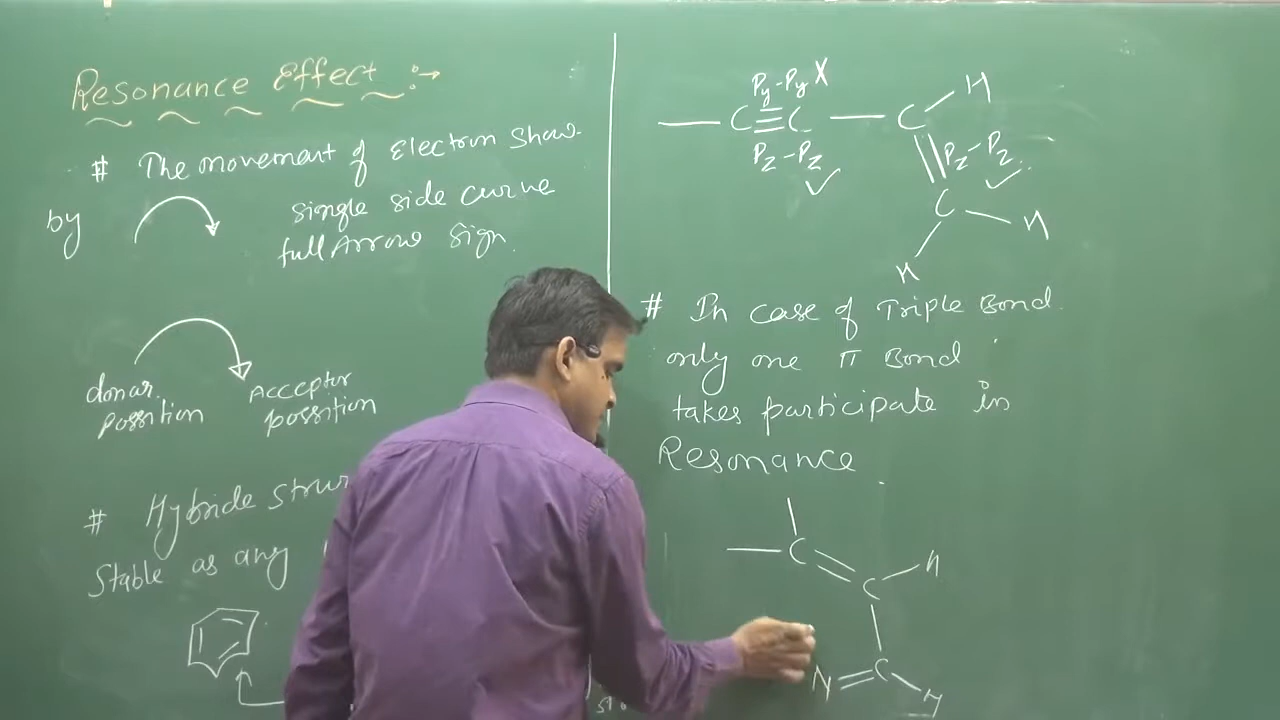 Resonance Effect :→
# The movement of Electron Show
by single side curve
full Arrow Sign.
donar possition
Acceptor possition
# Hybride
Stable as any
Py-Py X
C≡C — C H
Pz-Pz ✓
Pz-Pz ✓
C H
H
# In case of Triple Bond
only one π Bond
takes participate in
Resonance
C
C H
N=C H